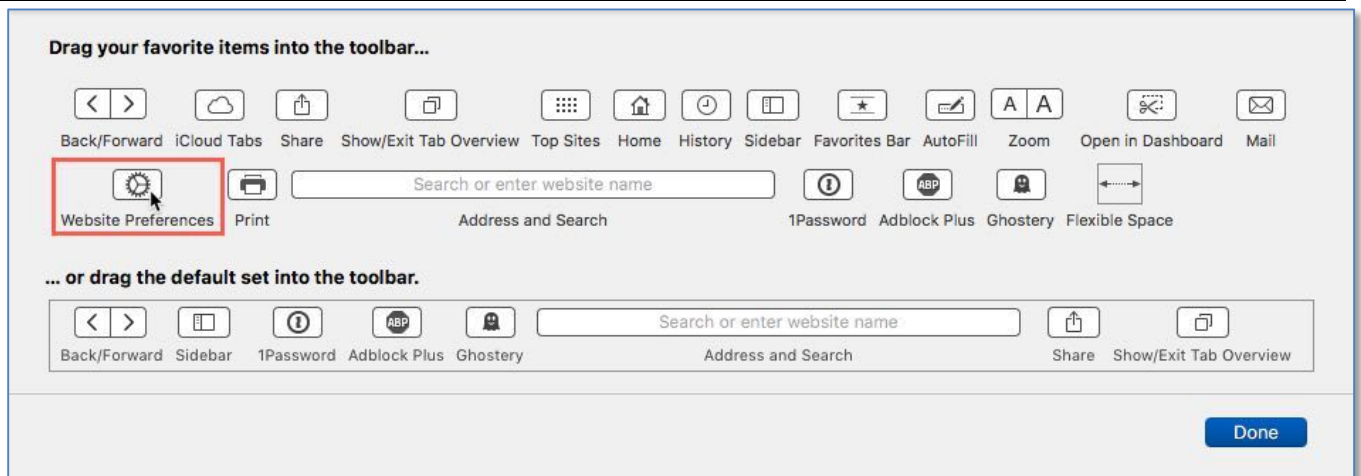 Drag your favorite items into the toolbar...
A A
Back/Forward iCloud Tabs Share Show/Exit Tab Overview Top Sites Home History Sidebar Favorites Bar AutoFill Zoom Open in Dashboard Mail
Search or enter website name ABP
Website Preferences Print Address and Search 1Password Adblock Plus Ghostery Flexible Space
... or drag the default set into the toolbar.
ABP Search or enter website name
Back/Forward Sidebar 1Password Adblock Plus Ghostery Address and Search Share Show/Exit Tab Overview
Done